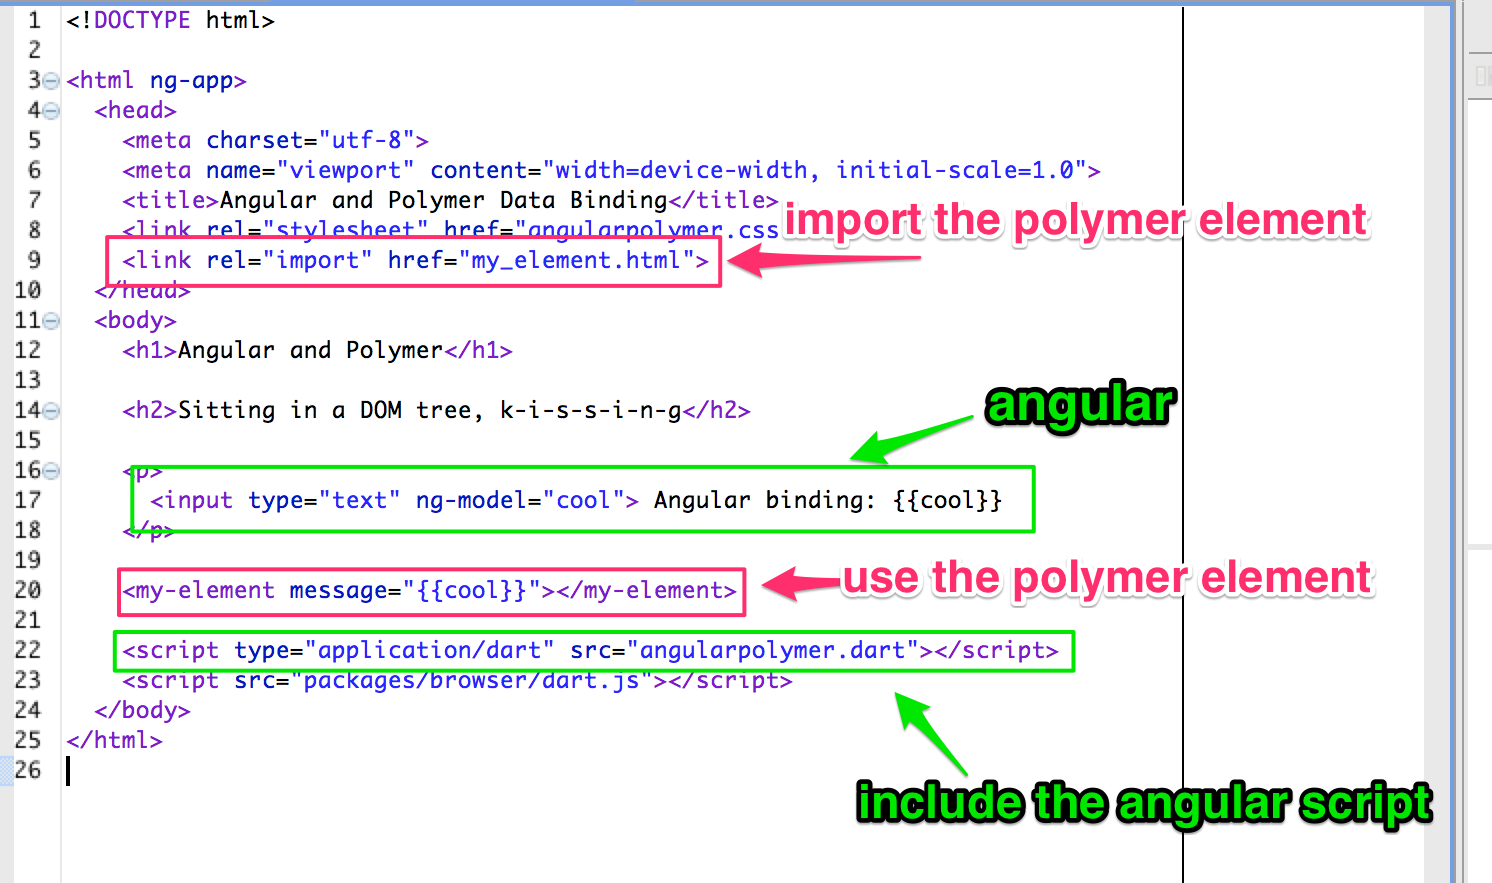 1 <!DOCTYPE html>
2
3 <html ng-app>
4 <head>
5 <meta charset="utf-8">
6 <meta name="viewport" content="width=device-width, initial-scale=1.0">
7 <title>Angular and Polymer Data Binding</title>
8 <link rel="stylesheet" href="angularpolymer.css
import the polymer element
9 <link rel="import" href="my_element.html">
10 </head>
11 <body>
12 <h1>Angular and Polymer</h1>
13
14 <h2>Sitting in a DOM tree, k-i-s-s-i-n-g</h2>
angular
15
16 <p>
17 <input type="text" ng-model="cool"> Angular binding: {{cool}}
18 </p>
19
20 <my-element message="{{cool}}"></my-element>
use the polymer element
21
22 <script type="application/dart" src="angularpolymer.dart"></script>
23 <script src="packages/browser/dart.js"></script>
24 </body>
25 </html>
26
include the angular script